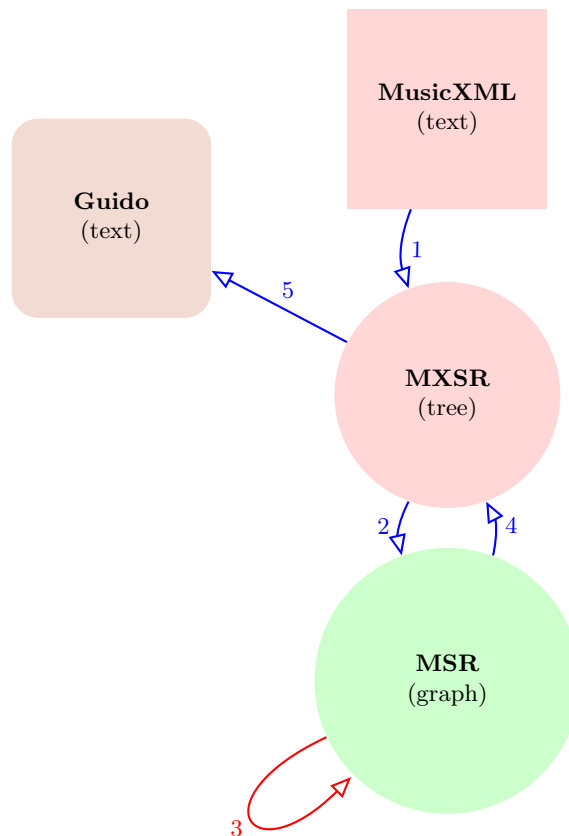 MusicXML
(text)
Guido
(text)
1
5
MXSR
(tree)
2
4
MSR
(graph)
3